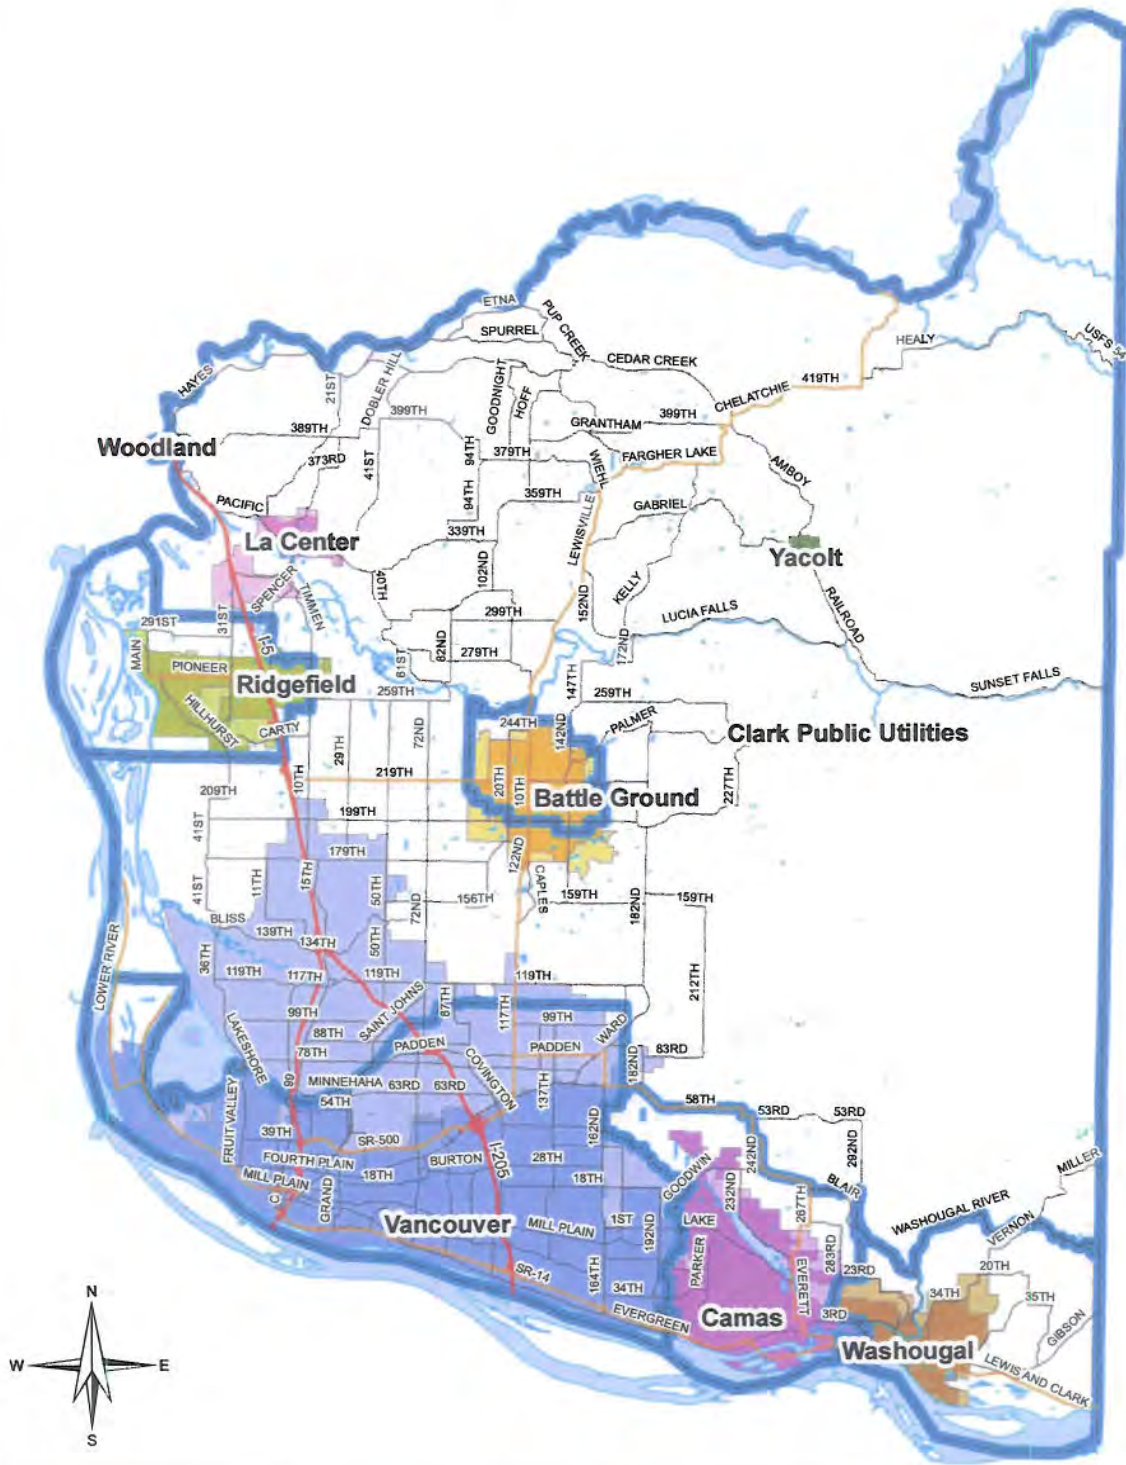 ETNA
PUP CREEK
SPURREL
HEALY
USFS 54
CEDAR CREEK
HAYES
21ST
DOBLER HILL
GOODNIGHT
HOFF
419TH
CHELATCHIE
399TH
399TH
389TH
GRANTHAM
Woodland
373RD
41ST
94TH
379TH
WIEHL
FARGHER LAKE
AMBOY
PACIFIC
94TH
359TH
GABRIEL
La Center
339TH
LEWISVILLE
Yacolt
SPENCER
TIMMEN
40TH
102ND
152ND
KELLY
RAILROAD
291ST
31ST
299TH
LUCIA FALLS
MAIN
I-5
82ND
172ND
PIONEER
61ST
279TH
Ridgefield
259TH
147TH
259TH
SUNSET FALLS
HILLHURST
CARTY
29TH
72ND
244TH
142ND
PALMER
Clark Public Utilities
209TH
10TH
219TH
20TH
10TH
Battle Ground
227TH
41ST
199TH
179TH
122ND
41ST
11TH
15TH
50TH
72ND
156TH
CAPLES
159TH
182ND
159TH
BLISS
139TH
134TH
50TH
LOWER RIVER
36TH
119TH
117TH
119TH
119TH
212TH
87TH
99TH
SAINT JOHNS
117TH
99TH
WARD
LAKESHORE
88TH
78TH
PADDEN
PADDEN
83RD
COVINGTON
182ND
99
MINNEHAHA
63RD
63RD
137TH
FRUIT VALLEY
54TH
58TH
53RD
53RD
39TH
SR-500
162ND
242ND
292ND
FOURTH PLAIN
BURTON
I-205
28TH
GOODWIN
MILLER
MILL PLAIN
18TH
18TH
232ND
BLAIR
C
GRAND
267TH
WASHOUGAL RIVER
Vancouver
MILL PLAIN
1ST
192ND
LAKE
VERNON
PARKER
283RD
23RD
20TH
SR-14
164TH
34TH
EVERETT
34TH
35TH
EVERGREEN
Camas
3RD
GIBSON
Washougal
LEWIS AND CLARK
N
W
E
S